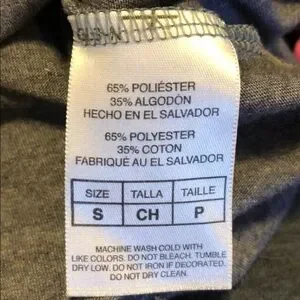 65% POLIÉSTER
35% ALGODÓN
HECHO EN EL SALVADOR
65% POLYESTER
35% COTON
FABRIQUÉ AU EL SALVADOR
SIZE TALLA TAILLE
S CH P
MACHINE WASH COLD WITH
LIKE COLORS. DO NOT BLEACH. TUMBLE
DRY LOW. DO NOT IRON IF DECORATED.
DO NOT DRY CLEAN.